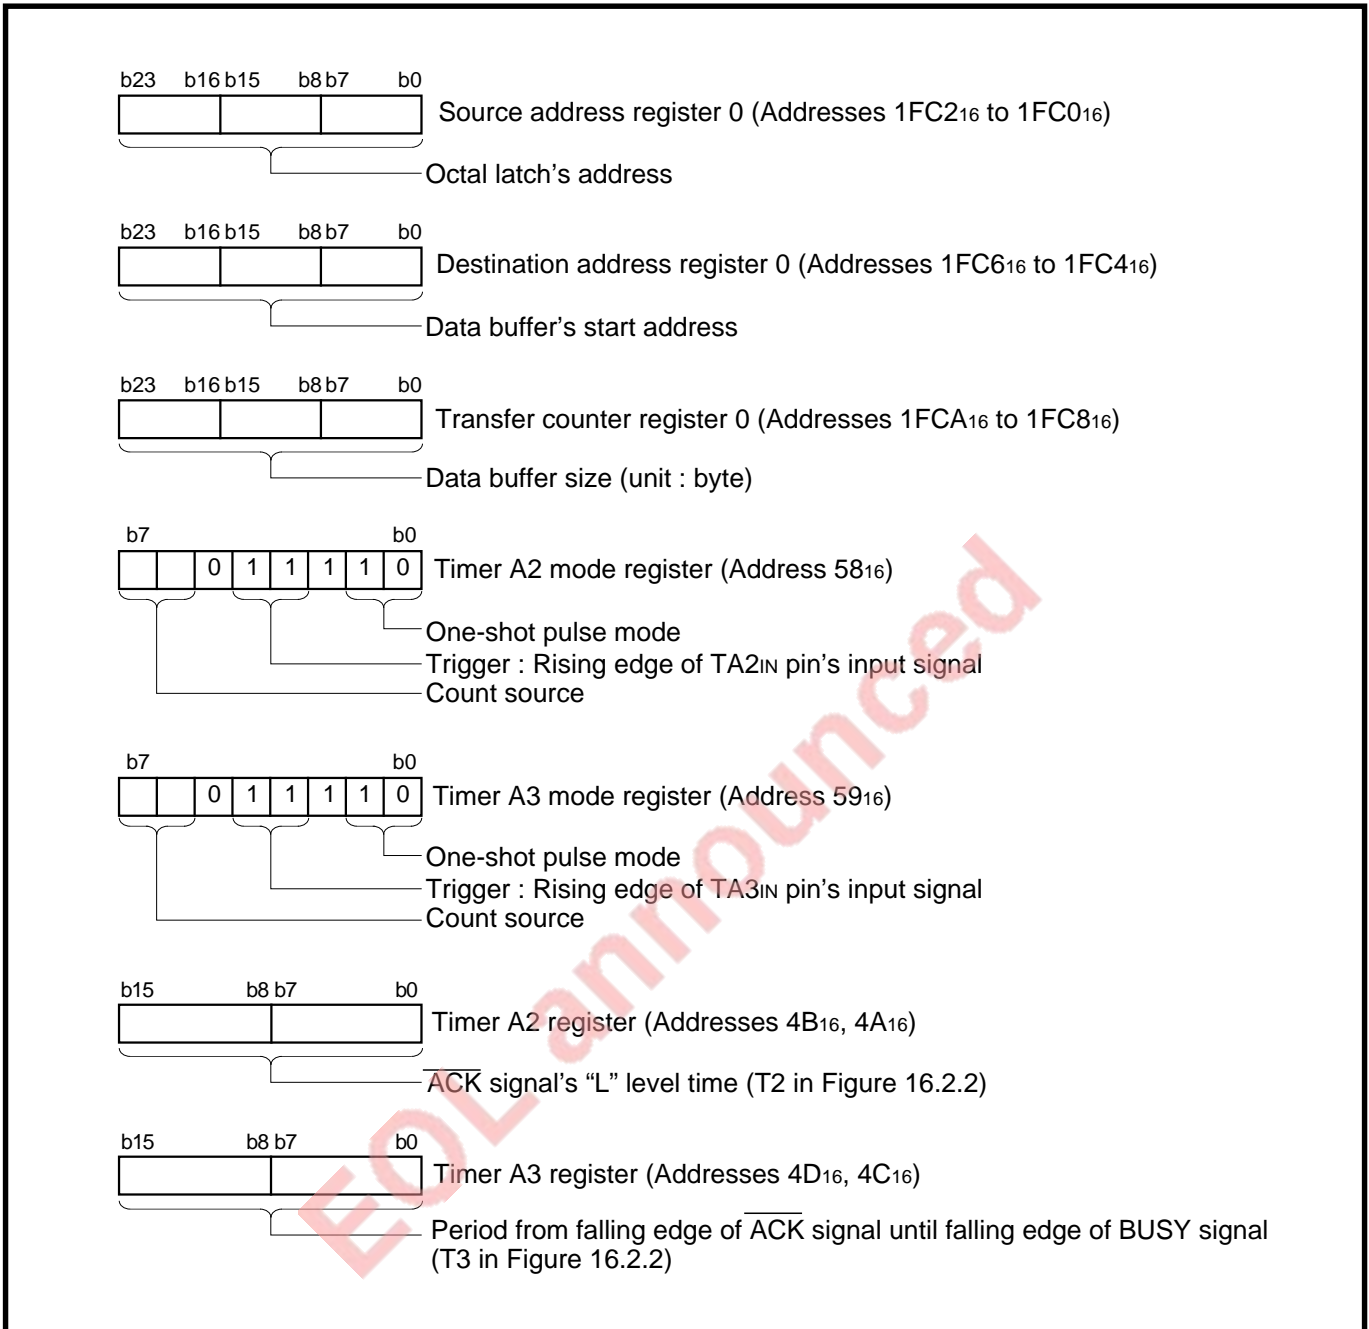 b23 b16 b15 b8 b7 b0
Source address register 0 (Addresses 1FC216 to 1FC016)
Octal latch’s address
b23 b16 b15 b8 b7 b0
Destination address register 0 (Addresses 1FC616 to 1FC416)
Data buffer’s start address
b23 b16 b15 b8 b7 b0
Transfer counter register 0 (Addresses 1FCA16 to 1FC816)
Data buffer size (unit : byte)
b7 b0
0 1 1 1 1 0 Timer A2 mode register (Address 5816)
One-shot pulse mode
Trigger : Rising edge of TA2IN pin’s input signal
Count source
b7 b0
0 1 1 1 1 0 Timer A3 mode register (Address 5916)
One-shot pulse mode
Trigger : Rising edge of TA3IN pin’s input signal
Count source
b15 b8 b7 b0
Timer A2 register (Addresses 4B16, 4A16)
ACK signal’s “L” level time (T2 in Figure 16.2.2)
b15 b8 b7 b0
Timer A3 register (Addresses 4D16, 4C16)
Period from falling edge of ACK signal until falling edge of BUSY signal
(T3 in Figure 16.2.2)
EOL announced